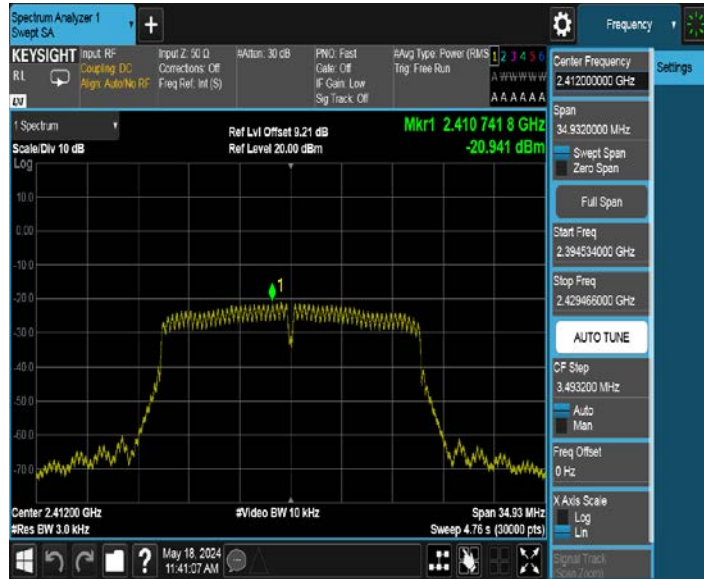 Spectrum Analyzer 1
Swept SA
+
Frequency
KEYSIGHT
RL
Input: RF
Coupling: DC
Align: Auto/No RF
Input Z: 50 Ω
Corrections: Off
Freq Ref: Int (S)
#Atten: 30 dB
PNO: Fast
Gate: Off
IF Gain: Low
Sig Track: Off
#Avg Type: Power (RMS
Trig: Free Run
1 2 3 4 5 6
A W W W W W
A A A A A A
LXI
1 Spectrum
Scale/Div 10 dB
Log
Ref Lvl Offset 9.21 dB
Ref Level 20.00 dBm
Mkr1 2.410 741 8 GHz
-20.941 dBm
10.0
0.00
-10.0
-20.0
-30.0
-40.0
-50.0
-60.0
-70.0
1
Center 2.41200 GHz
#Res BW 3.0 kHz
#Video BW 10 kHz
Span 34.93 MHz
Sweep 4.76 s (30000 pts)
?
May 18, 2024
11:41:07 AM
Center Frequency
2.412000000 GHz
Span
34.9320000 MHz
Swept Span
Zero Span
Full Span
Start Freq
2.394534000 GHz
Stop Freq
2.429466000 GHz
AUTO TUNE
CF Step
3.493200 MHz
Auto
Man
Freq Offset
0 Hz
X Axis Scale
Log
Lin
Signal Track
(Span Zoom)
Settings